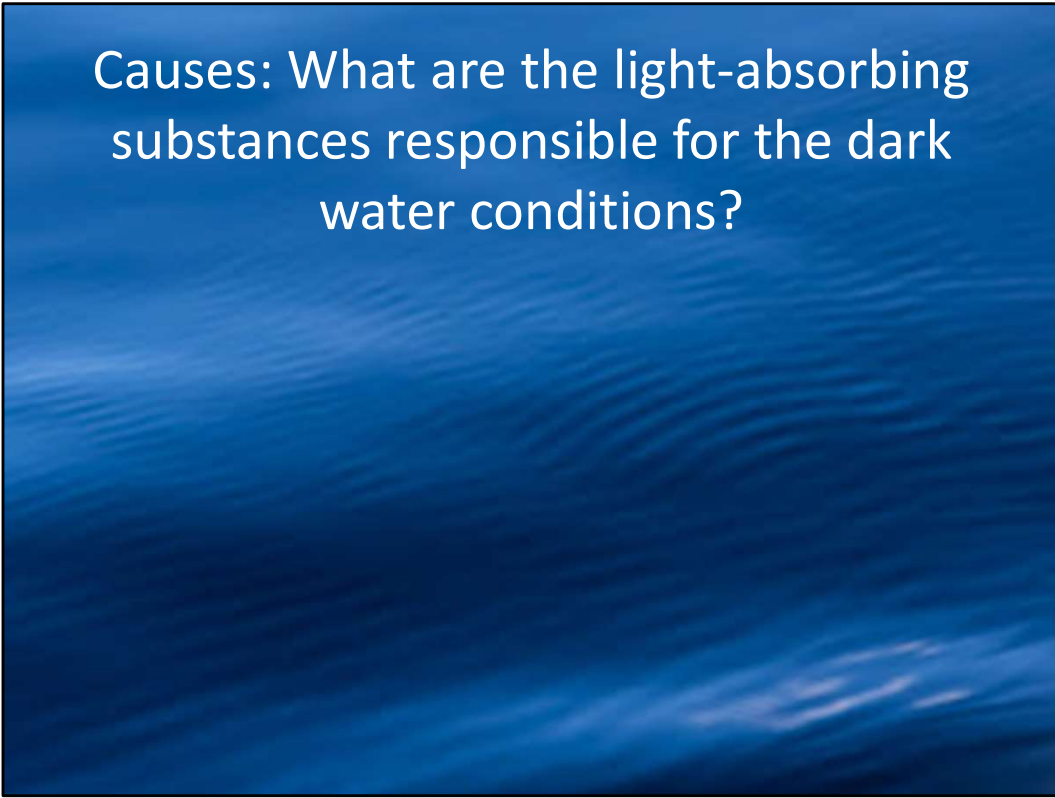 Causes: What are the light-absorbing
substances responsible for the dark
water conditions?